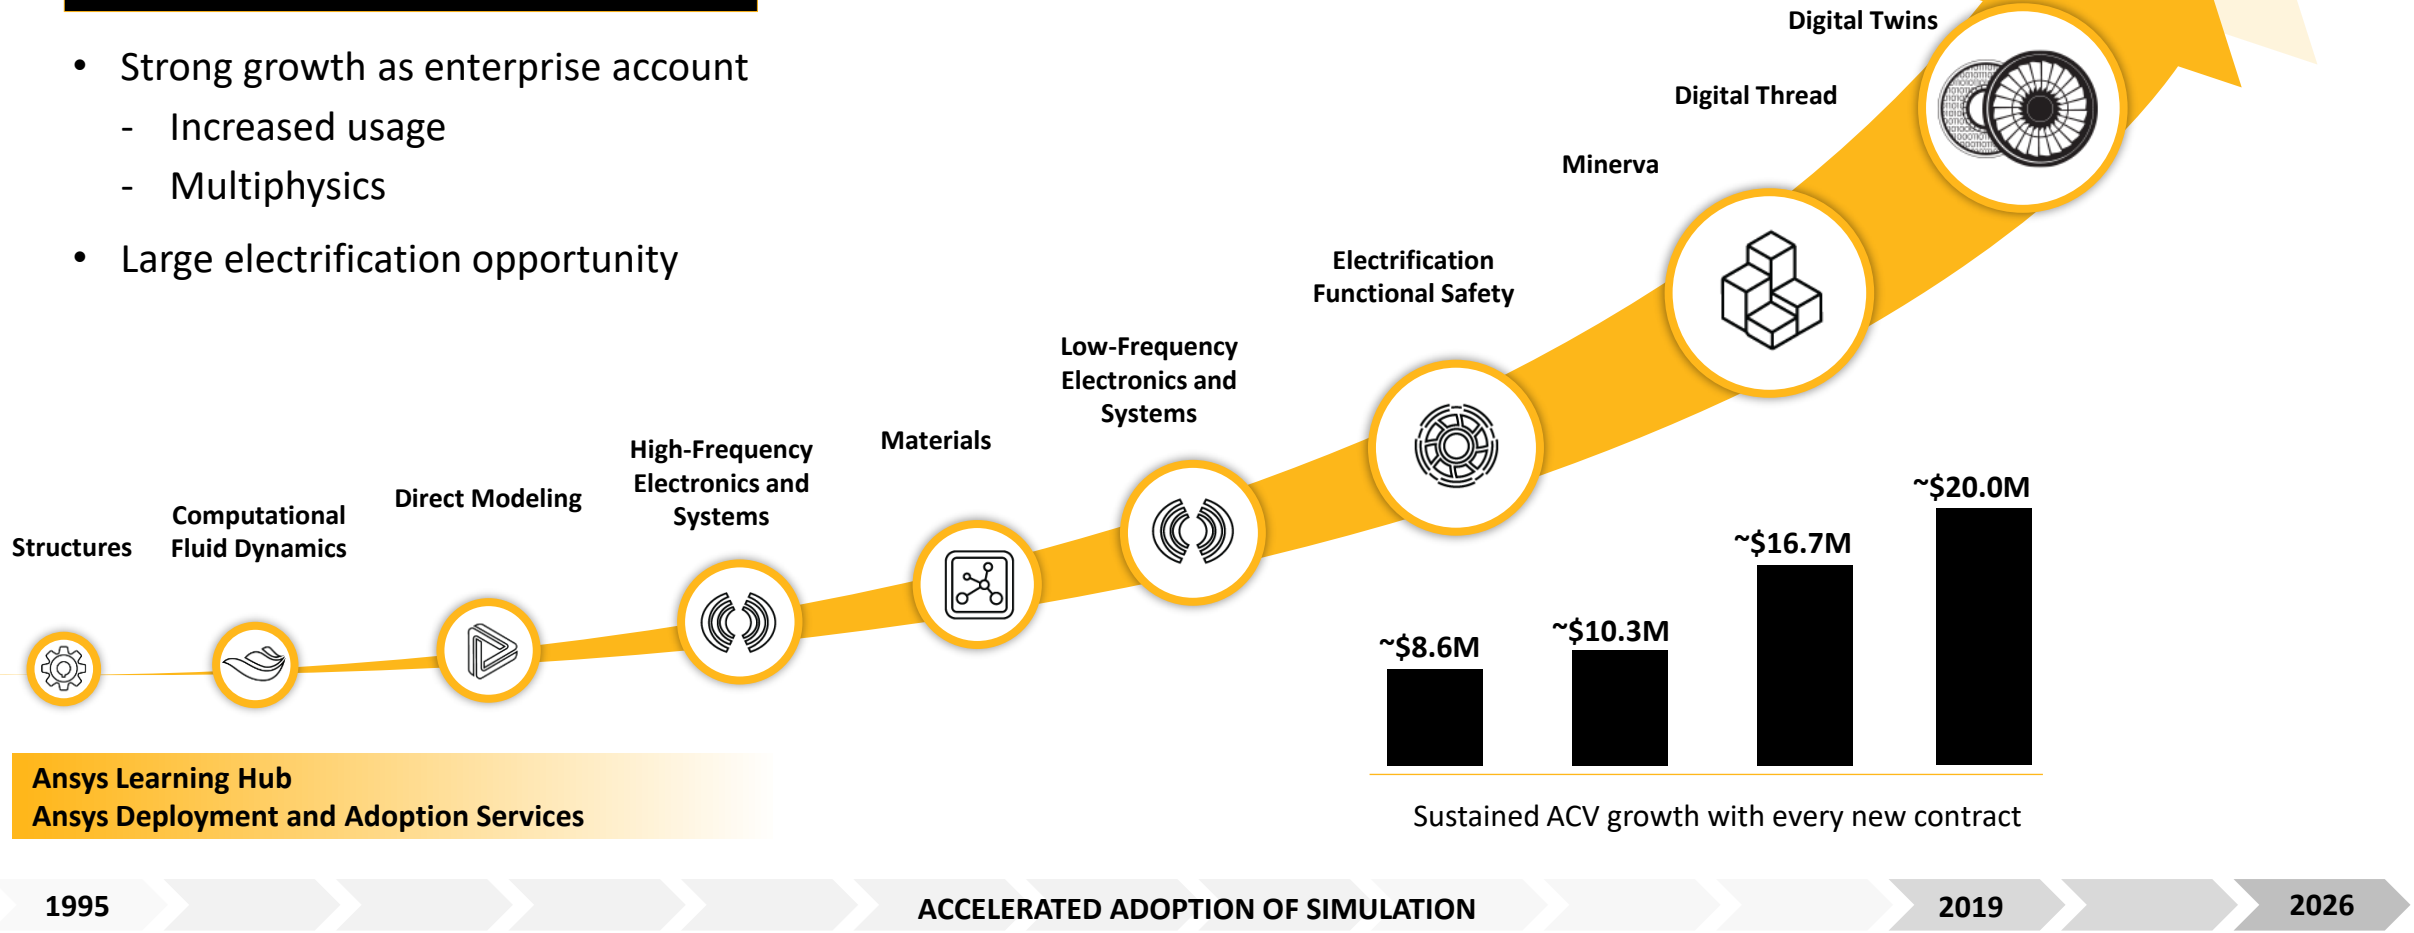 • Strong growth as enterprise account
- Increased usage
- Multiphysics
• Large electrification opportunity
Structures
Computational
Fluid Dynamics
Direct Modeling
High-Frequency
Electronics and
Systems
Materials
Low-Frequency
Electronics and
Systems
Electrification
Functional Safety
Minerva
Digital Thread
Digital Twins
~$8.6M
~$10.3M
~$16.7M
~$20.0M
Sustained ACV growth with every new contract
Ansys Learning Hub
Ansys Deployment and Adoption Services
1995
ACCELERATED ADOPTION OF SIMULATION
2019
2026